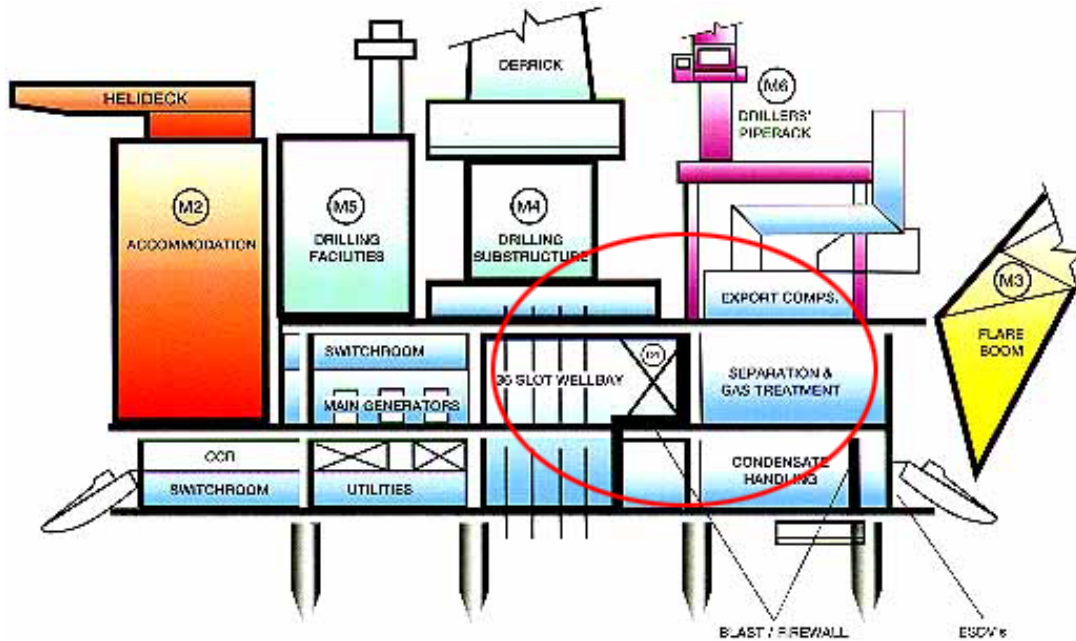 DERRICK
M6
DRILLERS'
PIPERACK
HELIDECK
M2
ACCOMMODATION
M5
DRILLING
FACILITIES
M4
DRILLING
SUBSTRUCTURE
EXPORT COMPS.
M3
FLARE
BOOM
SWITCHROOM
MAIN GENERATORS
36 SLOT WELLBAY
SEPARATION &
GAS TREATMENT
CCR
SWITCHROOM
UTILITIES
CONDENSATE
HANDLING
BLAST / FIREWALL
ESDV's